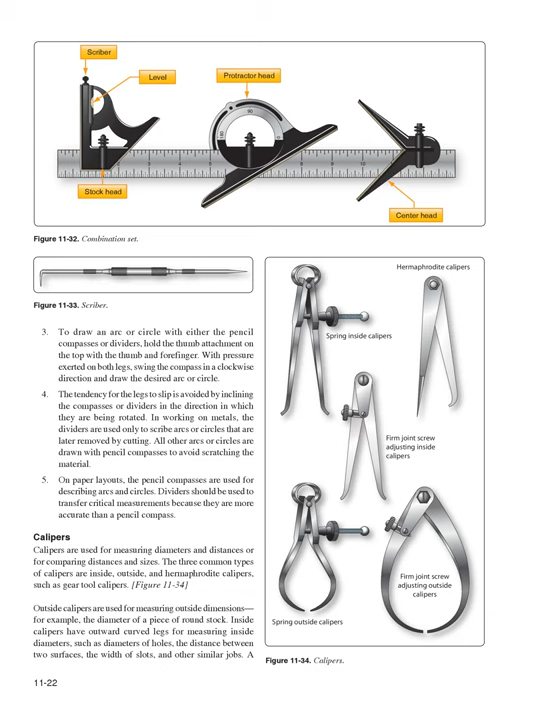 Scriber
Level
Protractor head
Stock head
Center head
Figure 11-32. Combination set.
Figure 11-33. Scriber.
3. To draw an arc or circle with either the pencil
compasses or dividers, hold the thumb attachment on
the top with the thumb and forefinger. With pressure
exerted on both legs, swing the compass in a clockwise
direction and draw the desired arc or circle.
4. The tendency for the legs to slip is avoided by inclining
the compasses or dividers in the direction in which
they are being rotated. In working on metals, the
dividers are used only to scribe arcs or circles that are
later removed by cutting. All other arcs or circles are
drawn with pencil compasses to avoid scratching the
material.
5. On paper layouts, the pencil compasses are used for
describing arcs and circles. Dividers should be used to
transfer critical measurements because they are more
accurate than a pencil compass.
Calipers
Calipers are used for measuring diameters and distances or
for comparing distances and sizes. The three common types
of calipers are inside, outside, and hermaphrodite calipers,
such as gear tool calipers. [Figure 11-34]
Outside calipers are used for measuring outside dimensions—
for example, the diameter of a piece of round stock. Inside
calipers have outward curved legs for measuring inside
diameters, such as diameters of holes, the distance between
two surfaces, the width of slots, and other similar jobs. A
Hermaphrodite calipers
Spring inside calipers
Firm joint screw
adjusting inside
calipers
Firm joint screw
adjusting outside
calipers
Spring outside calipers
Figure 11-34. Calipers.
11-22